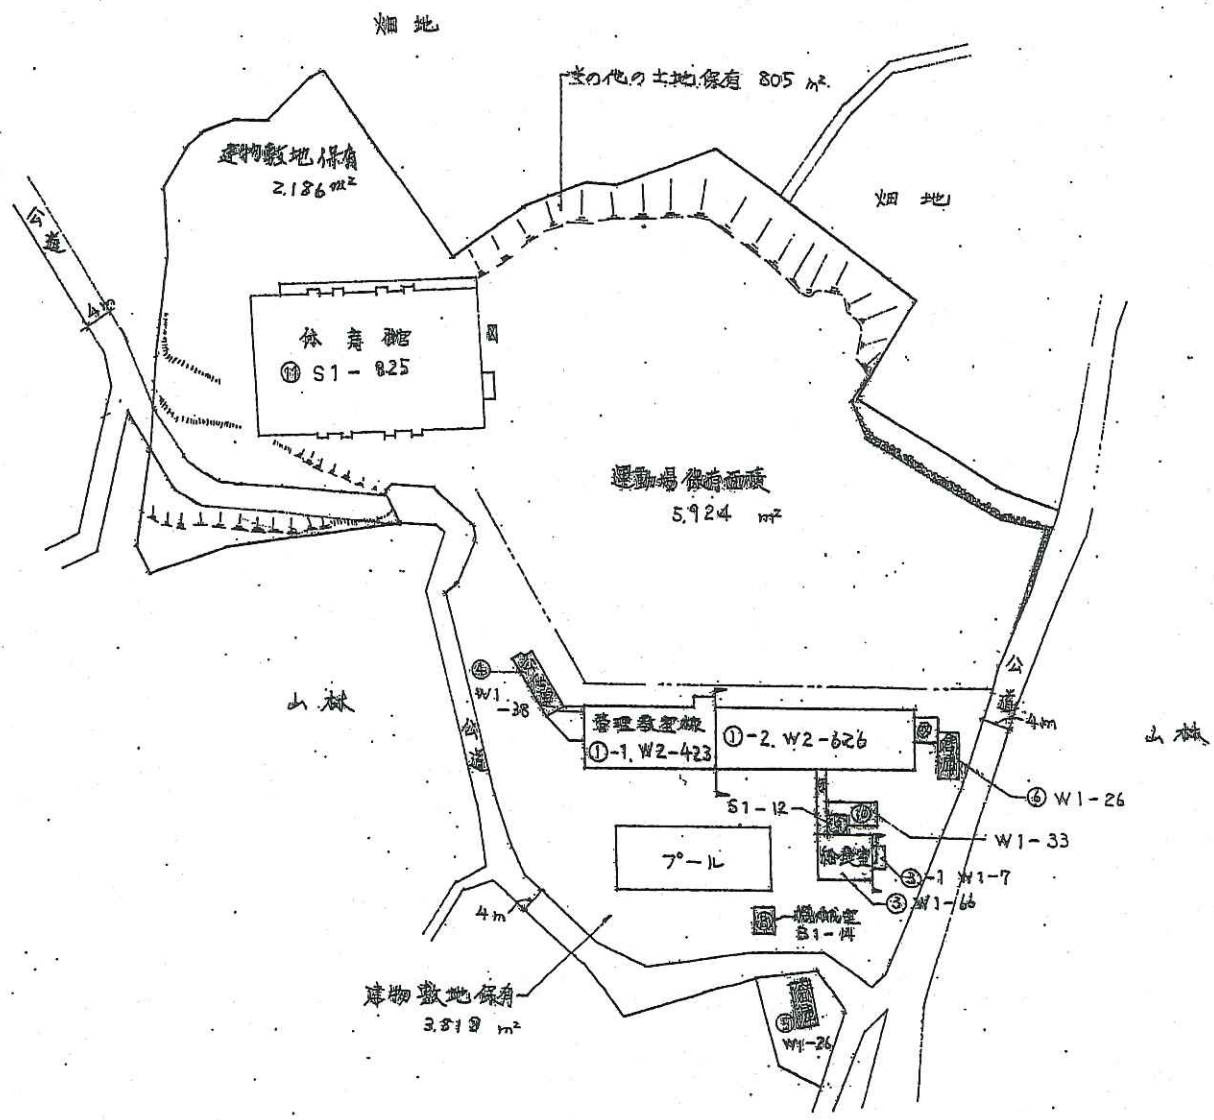 畑地
その他の土地保有 805 m²
建物敷地保有
2,186 m²
畑地
公道
体育館
⑪ S1-825
運動場保有面積
5,924 m²
公道
4m
④
W1
-38
山林
公道
管理教室棟
①-1. W2-423
①-2. W2-626
山林
⑥ W1-26
S1-12
W1-33
プール
給食室
③-1 W1-7
③ W1-66
機械室
S1-14
4m
建物敷地保有
m²
W1-26